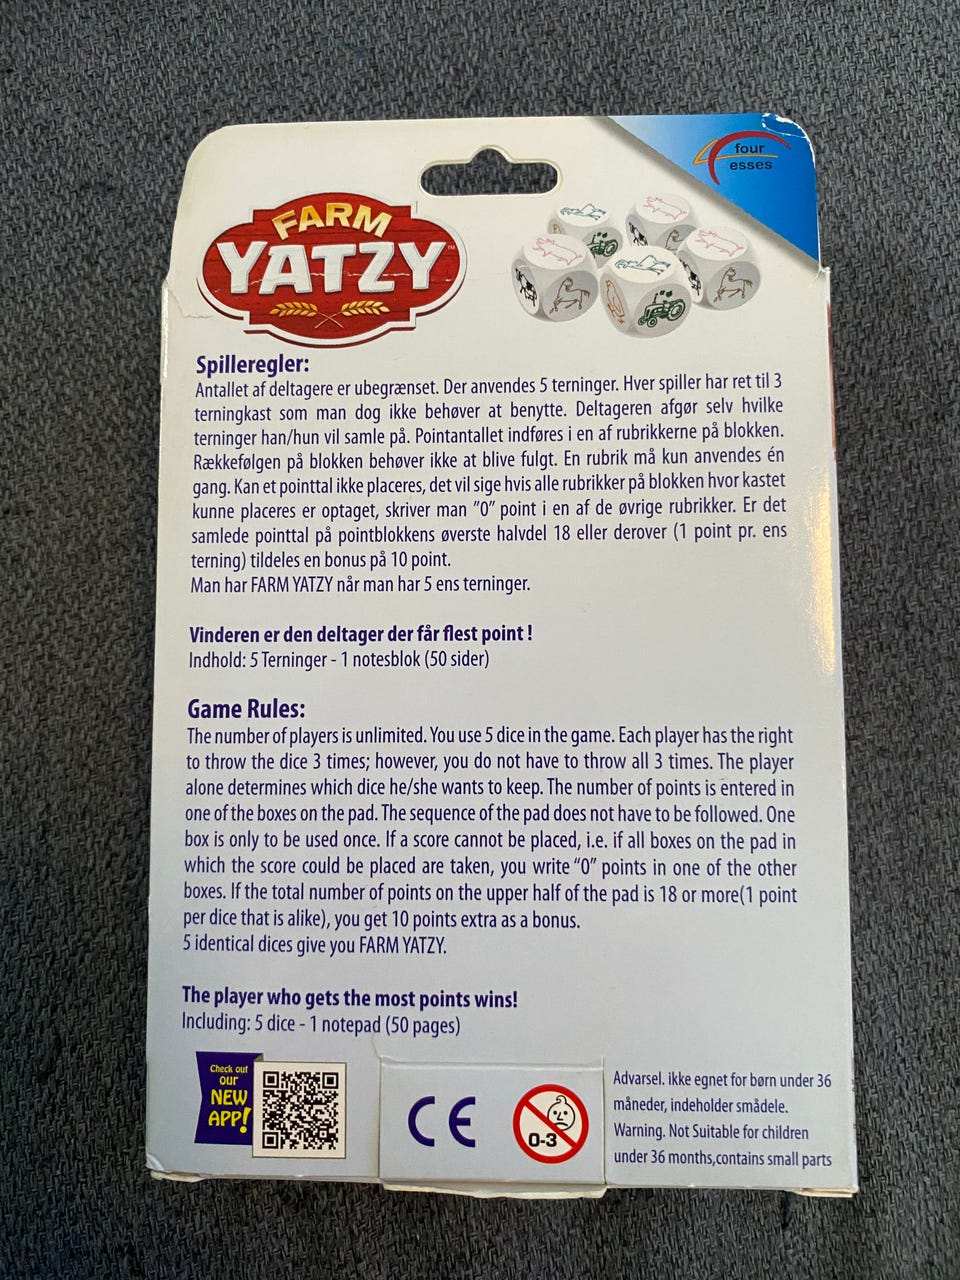 four
esses
FARM
YATZY™
Spilleregler:
Antallet af deltagere er ubegrænset. Der anvendes 5 terninger. Hver spiller har ret til 3
terningkast som man dog ikke behøver at benytte. Deltageren afgør selv hvilke
terninger han/hun vil samle på. Pointantallet indføres i en af rubrikkerne på blokken.
Rækkefølgen på blokken behøver ikke at blive fulgt. En rubrik må kun anvendes én
gang. Kan et pointtal ikke placeres, det vil sige hvis alle rubrikker på blokken hvor kastet
kunne placeres er optaget, skriver man "0" point i en af de øvrige rubrikker. Er det
samlede pointtal på pointblokkens øverste halvdel 18 eller derover (1 point pr. ens
terning) tildeles en bonus på 10 point.
Man har FARM YATZY når man har 5 ens terninger.
Vinderen er den deltager der får flest point !
Indhold: 5 Terninger - 1 notesblok (50 sider)
Game Rules:
The number of players is unlimited. You use 5 dice in the game. Each player has the right
to throw the dice 3 times; however, you do not have to throw all 3 times. The player
alone determines which dice he/she wants to keep. The number of points is entered in
one of the boxes on the pad. The sequence of the pad does not have to be followed. One
box is only to be used once. If a score cannot be placed, i.e. if all boxes on the pad in
which the score could be placed are taken, you write "0" points in one of the other
boxes. If the total number of points on the upper half of the pad is 18 or more(1 point
per dice that is alike), you get 10 points extra as a bonus.
5 identical dices give you FARM YATZY.
The player who gets the most points wins!
Including: 5 dice - 1 notepad (50 pages)
Check out
our
NEW
APP!
CE
0-3
Advarsel. ikke egnet for børn under 36
måneder, indeholder smådele.
Warning. Not Suitable for children
under 36 months,contains small parts